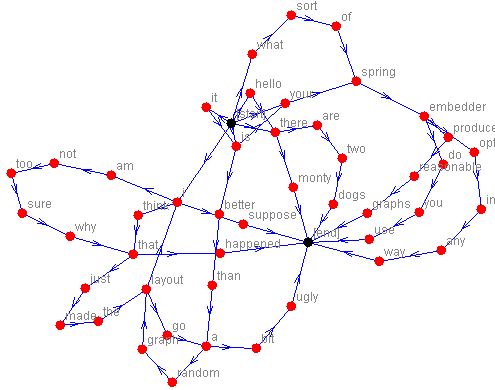 sort
of
what
spring
hello
it
you
[start]
embedder
there
are
produce
is
opt
two
do
not
am
reasonable
too
monty
i
dogs
graphs
you
in
think
better
suppose
sure
[end]
use
why
that
happened
way
any
just
layout
than
made
the
ugly
go
graph
a
bit
random